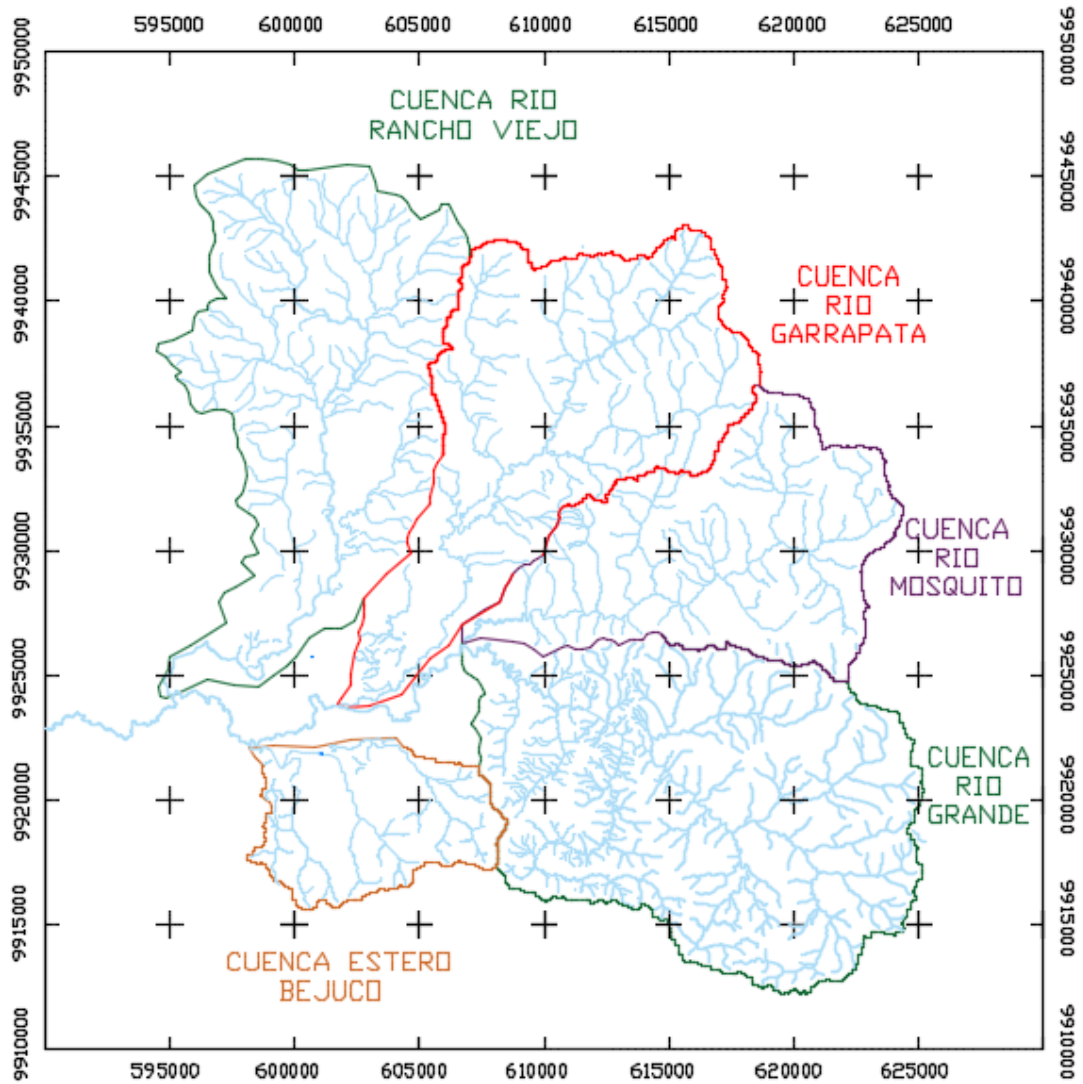 595000 600000 605000 610000 615000 620000 625000
9950000
9945000
9940000
9935000
9930000
9925000
9920000
9915000
9910000
CUENCA RIO
RANCHO VIEJO
CUENCA
RIO
GARRAPATA
CUENCA
RIO
MOSQUITO
CUENCA
RIO
GRANDE
CUENCA ESTERO
BEJUCO
9950000
9945000
9940000
9935000
9930000
9925000
9920000
9915000
9910000
595000 600000 605000 610000 615000 620000 625000